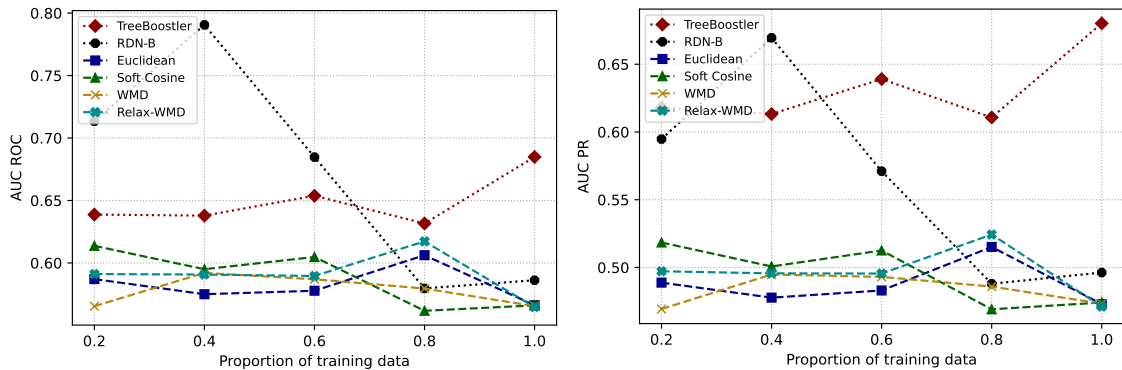 0.80
0.75
0.70
0.65
0.60
AUC ROC
TreeBoostler
RDN-B
Euclidean
Soft Cosine
WMD
Relax-WMD
0.2 0.4 0.6 0.8 1.0
Proportion of training data
0.65
0.60
0.55
0.50
AUC PR
TreeBoostler
RDN-B
Euclidean
Soft Cosine
WMD
Relax-WMD
0.2 0.4 0.6 0.8 1.0
Proportion of training data